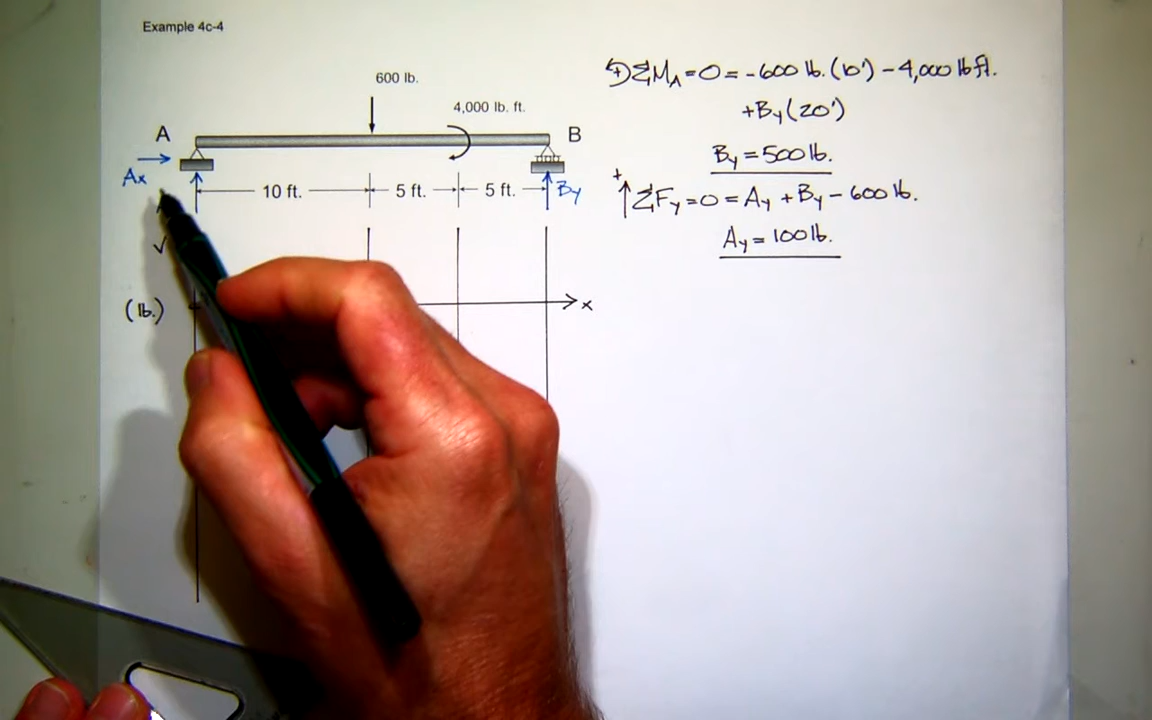 Example 4c-4
600 lb.
4,000 lb. ft.
A
B
Ax
10 ft.
5 ft.
5 ft.
By
(lb.)
x
+) ΣM_A = 0 = -600 lb. (10') - 4,000 lb ft.
+By (20')
By = 500 lb.
+↑ ΣFy = 0 = Ay + By - 600 lb.
Ay = 100 lb.